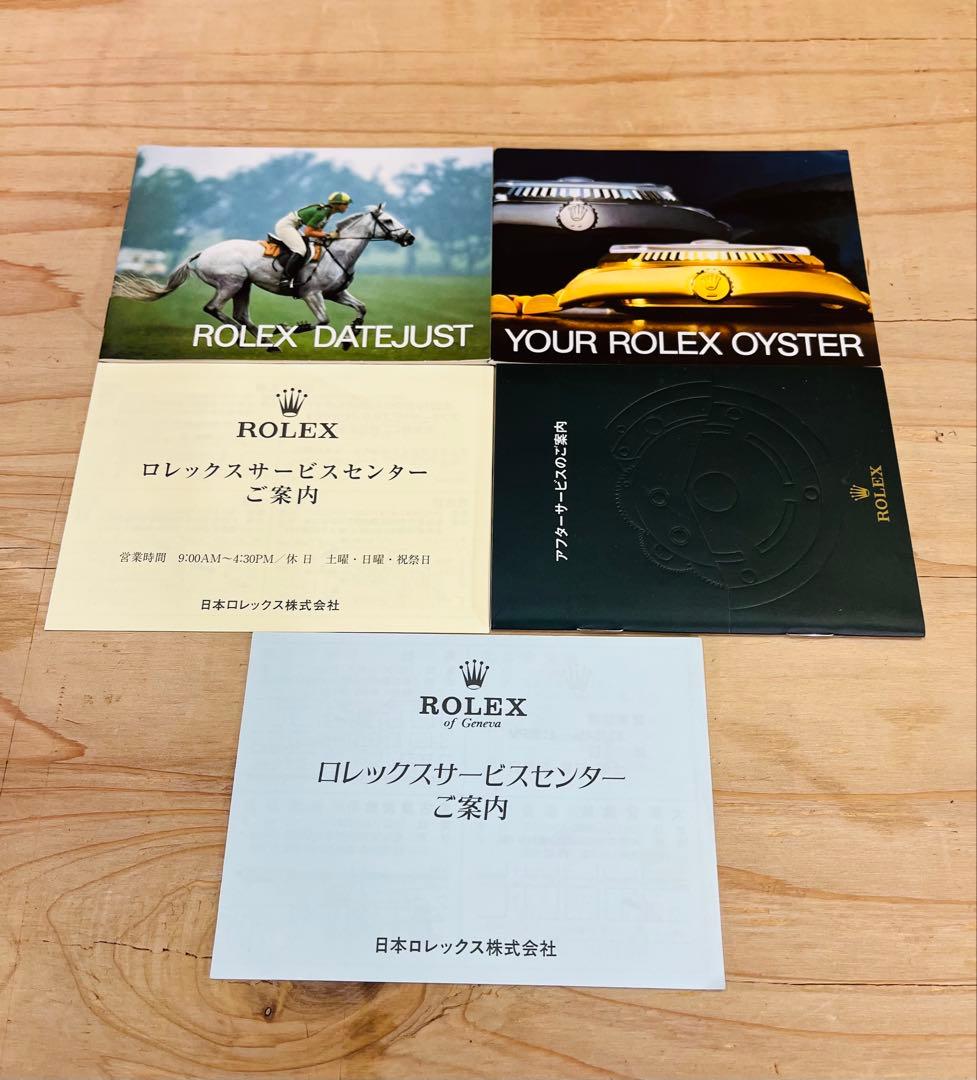 ROLEX DATEJUST
YOUR ROLEX OYSTER
ROLEX
ロレックスサービスセンター
ご案内
営業時間 9:00AM~4:30PM/休日 土曜・日曜・祝祭日
日本ロレックス株式会社
アフターサービスのご案内
ROLEX
ROLEX
of Geneva
ロレックスサービスセンター
ご案内
日本ロレックス株式会社